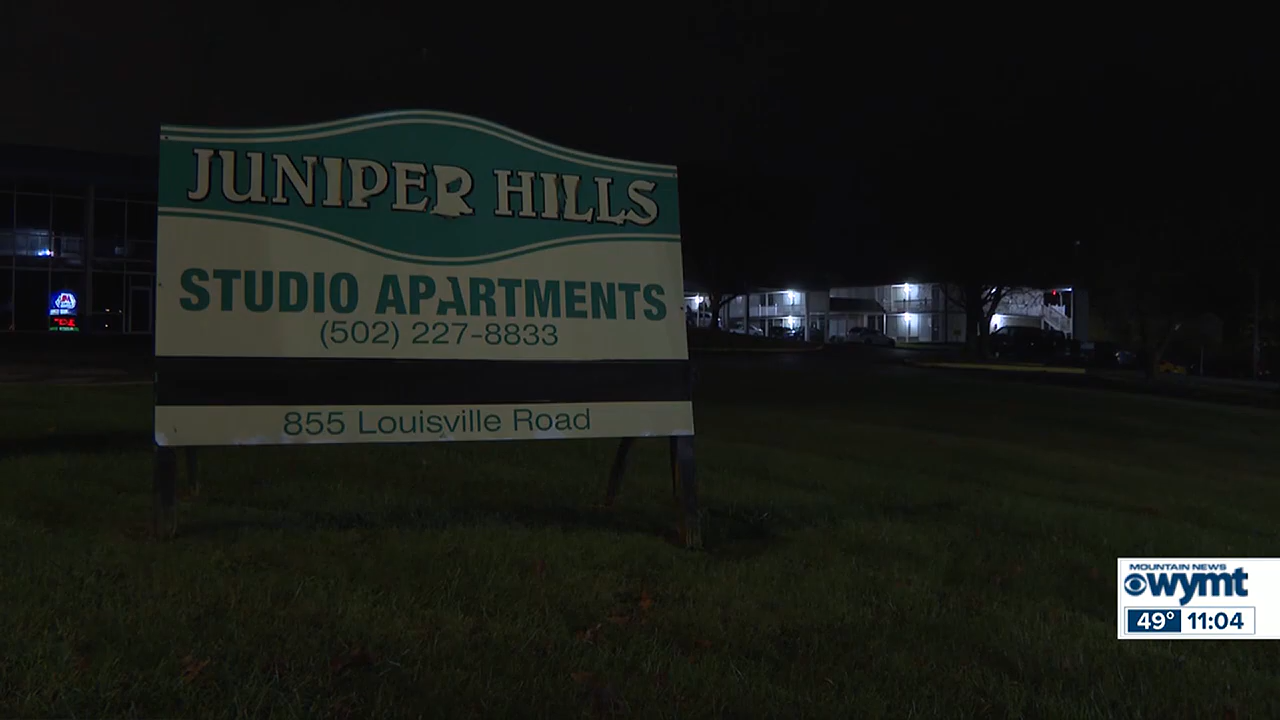 JUNIPER HILLS
STUDIO APARTMENTS
(502) 227-8833
855 Louisville Road
MOUNTAIN NEWS
wymt
49° 11:04